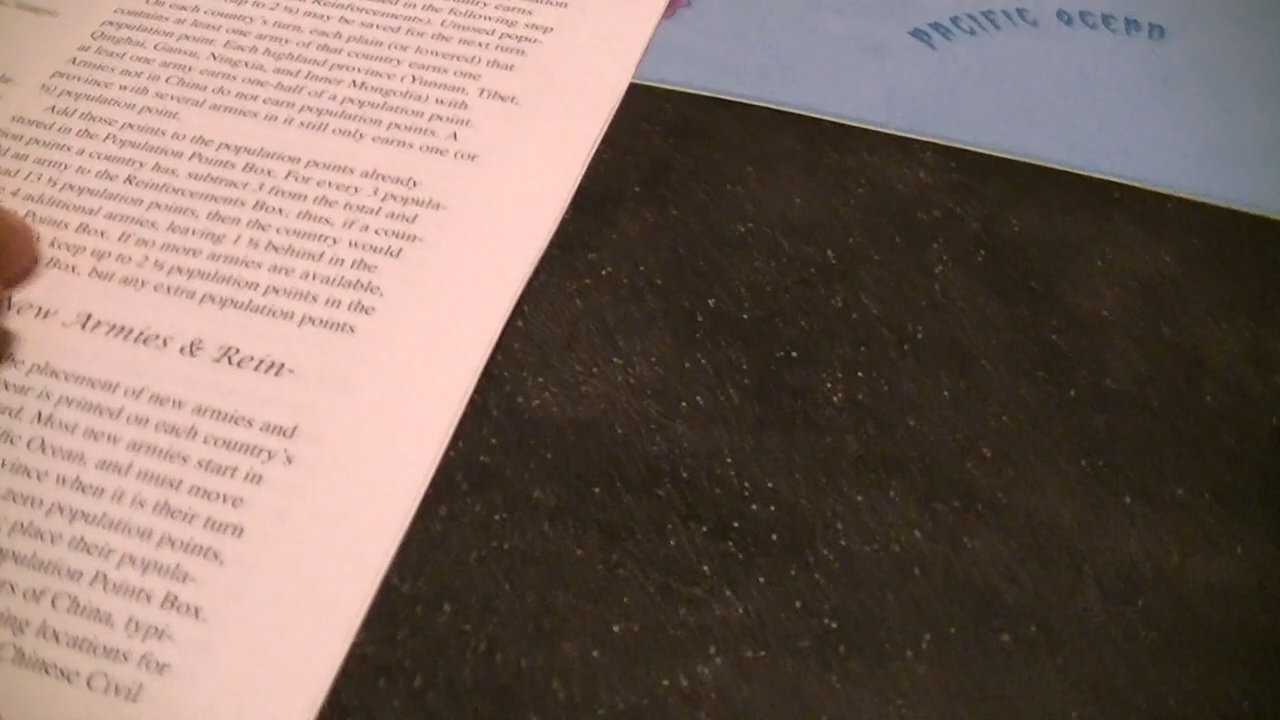 country earns
used in the following step
(up to 2 ⅔) may be saved for the next turn.
Reinforcements). Unused popu-
On each country's turn, each plain (or lowered) that
contains at least one army of that country earns one
population point. Each highland province (Yunnan, Tibet,
Qinghai, Gansu, Ningxia, and Inner Mongolia) with
at least one army earns one-half of a population point.
Armies not in China do not earn population points. A
province with several armies in it still only earns one (or
½) population point.
Add those points to the population points already
stored in the Population Points Box. For every 3 popula-
tion points a country has, subtract 3 from the total and
an army to the Reinforcements Box; thus, if a coun-
13 ½ population points, then the country would
4 additional armies, leaving 1 ½ behind in the
Points Box. If no more armies are available,
keep up to 2 ½ population points in the
Box, but any extra population points
New Armies & Rein-
placement of new armies and
is printed on each country's
Most new armies start in
Ocean, and must move
when it is their turn
zero population points,
place their popula-
Population Points Box.
of China, typi-
locations for
Chinese Civil
PACIFIC OCEAN